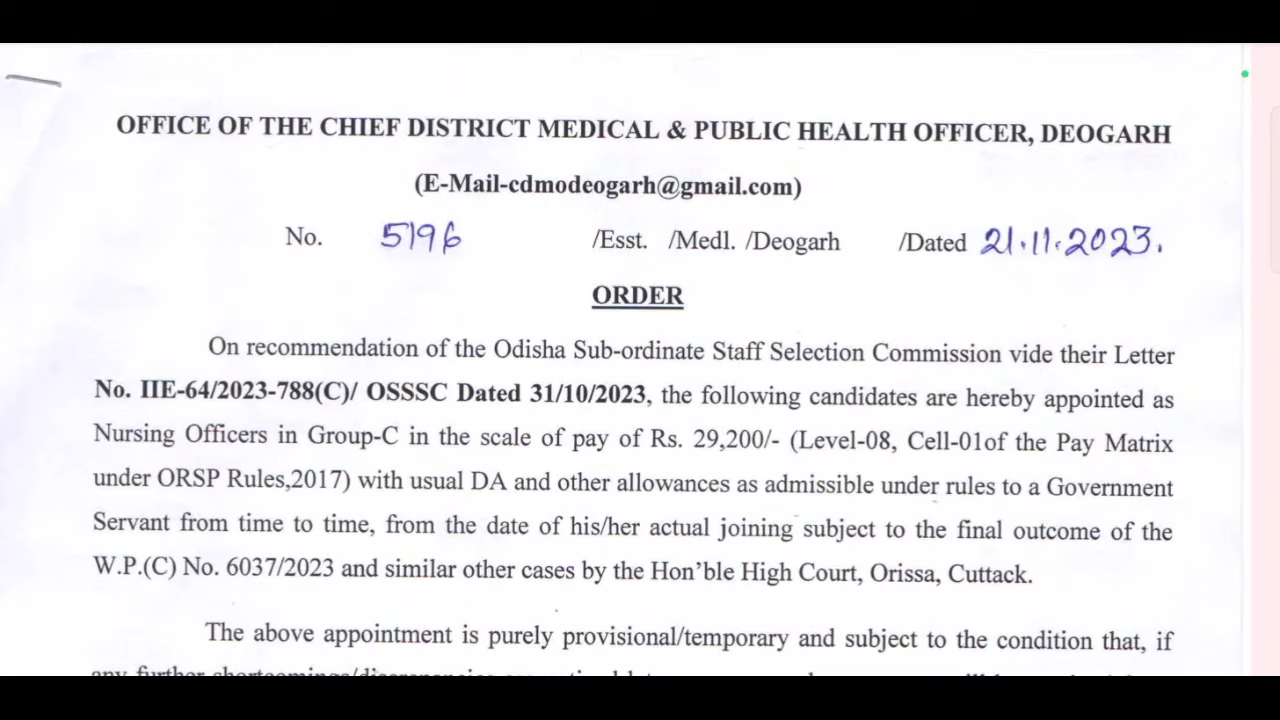 OFFICE OF THE CHIEF DISTRICT MEDICAL & PUBLIC HEALTH OFFICER, DEOGARH
(E-Mail-cdmodeogarh@gmail.com)
No. 5196 /Esst. /Medl. /Deogarh /Dated 21.11.2023.
ORDER
On recommendation of the Odisha Sub-ordinate Staff Selection Commission vide their Letter
No. IIE-64/2023-788(C)/ OSSSC Dated 31/10/2023, the following candidates are hereby appointed as
Nursing Officers in Group-C in the scale of pay of Rs. 29,200/- (Level-08, Cell-01of the Pay Matrix
under ORSP Rules,2017) with usual DA and other allowances as admissible under rules to a Government
Servant from time to time, from the date of his/her actual joining subject to the final outcome of the
W.P.(C) No. 6037/2023 and similar other cases by the Hon’ble High Court, Orissa, Cuttack.
The above appointment is purely provisional/temporary and subject to the condition that, if
any further shortcomings/discrepancies